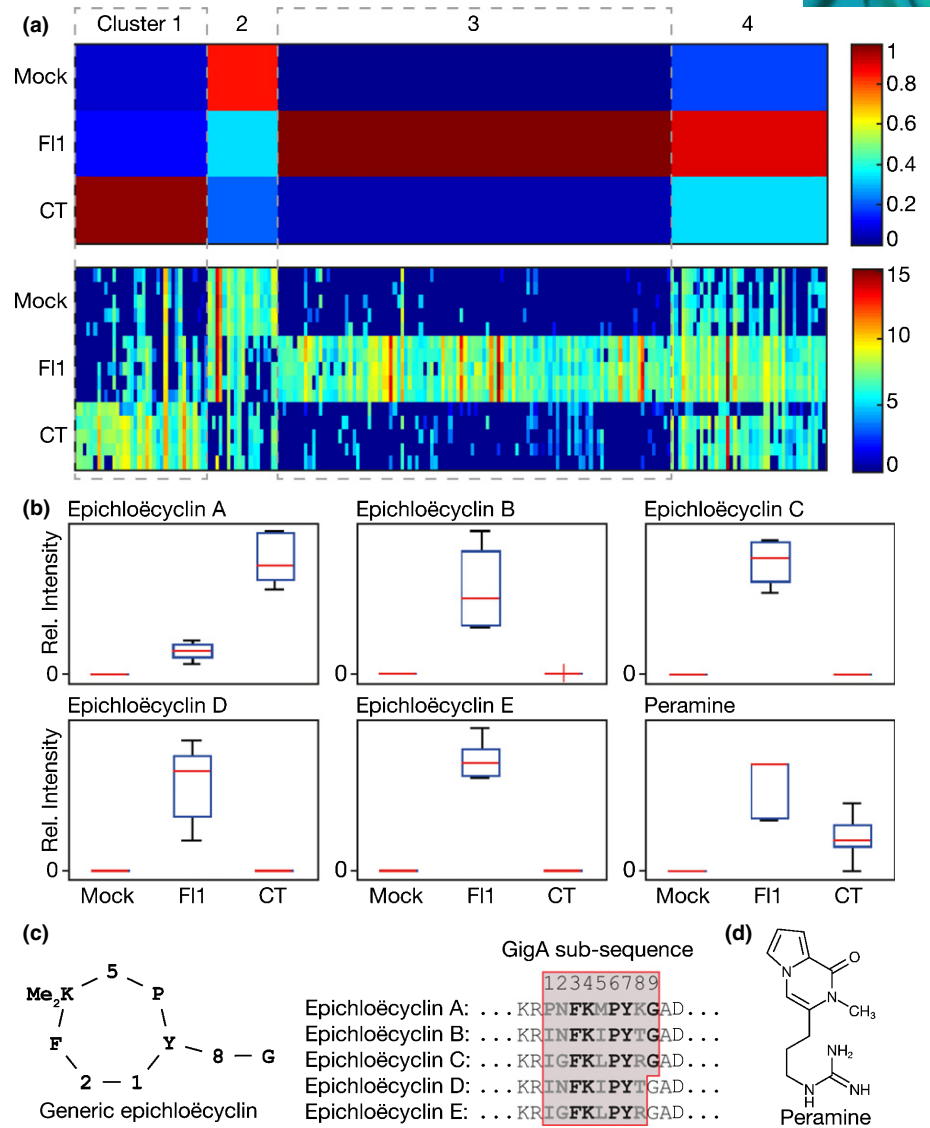 (a)
Cluster 1 2 3 4
Mock
Fl1
CT
1
0.8
0.6
0.4
0.2
0
Mock
Fl1
CT
15
10
5
0
(b)
Epichloëcyclin A Epichloëcyclin B Epichloëcyclin C
Rel. Intensity
0 0 0
Epichloëcyclin D Epichloëcyclin E Peramine
Rel. Intensity
0 0 0
Mock Fl1 CT Mock Fl1 CT Mock Fl1 CT
(c)
5
Me2K P
F Y 8 G
2 1
Generic epichloëcyclin
GigA sub-sequence
123456789
Epichloëcyclin A: ...KRPNFKMPYKGAD...
Epichloëcyclin B: ...KRINFKIPYTGAD...
Epichloëcyclin C: ...KRIGFKLPYRGAD...
Epichloëcyclin D: ...KRINFKIPYTGAD...
Epichloëcyclin E: ...KRIGFKLPYRGAD...
(d)
O
N
N
CH3
NH2
N
H
NH
Peramine